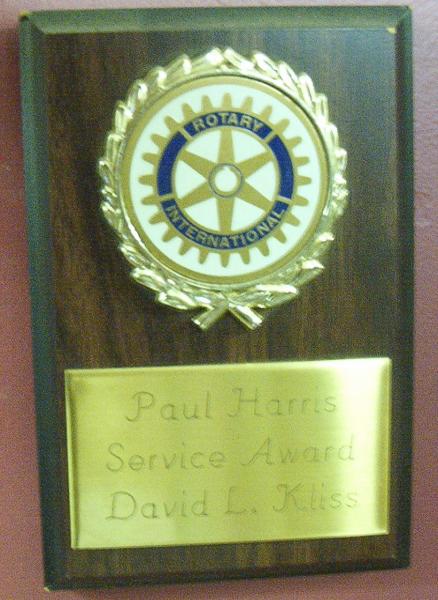 ROTARY
INTERNATIONAL
Paul Harris
Service Award
David L. Kliss